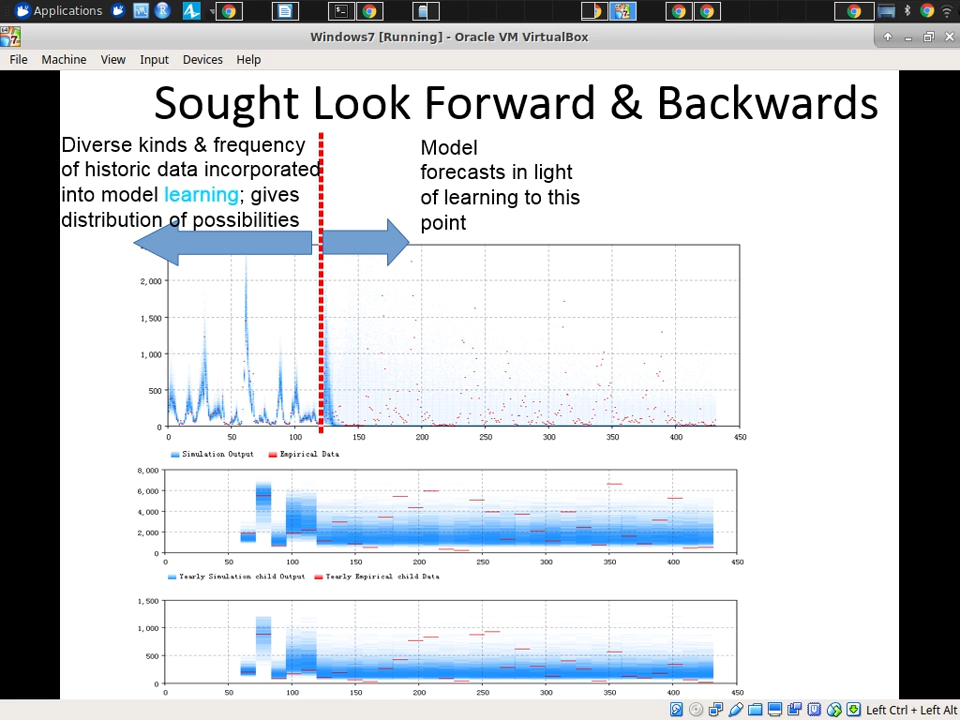 Applications
Windows7 [Running] - Oracle VM VirtualBox
File Machine View Input Devices Help
Sought Look Forward & Backwards
Diverse kinds & frequency
of historic data incorporated
into model learning; gives
distribution of possibilities
Model
forecasts in light
of learning to this
point
2,000
1,500
1,000
500
0
0 50 100 150 200 250 300 350 400 450
Simulation Output Empirical Data
8,000
6,000
4,000
2,000
0
0 50 100 150 200 250 300 350 400 450
Yearly Simulation child Output Yearly Empirical child Data
1,500
1,000
500
0
0 50 100 150 200 250 300 350 400 450
Left Ctrl + Left Alt